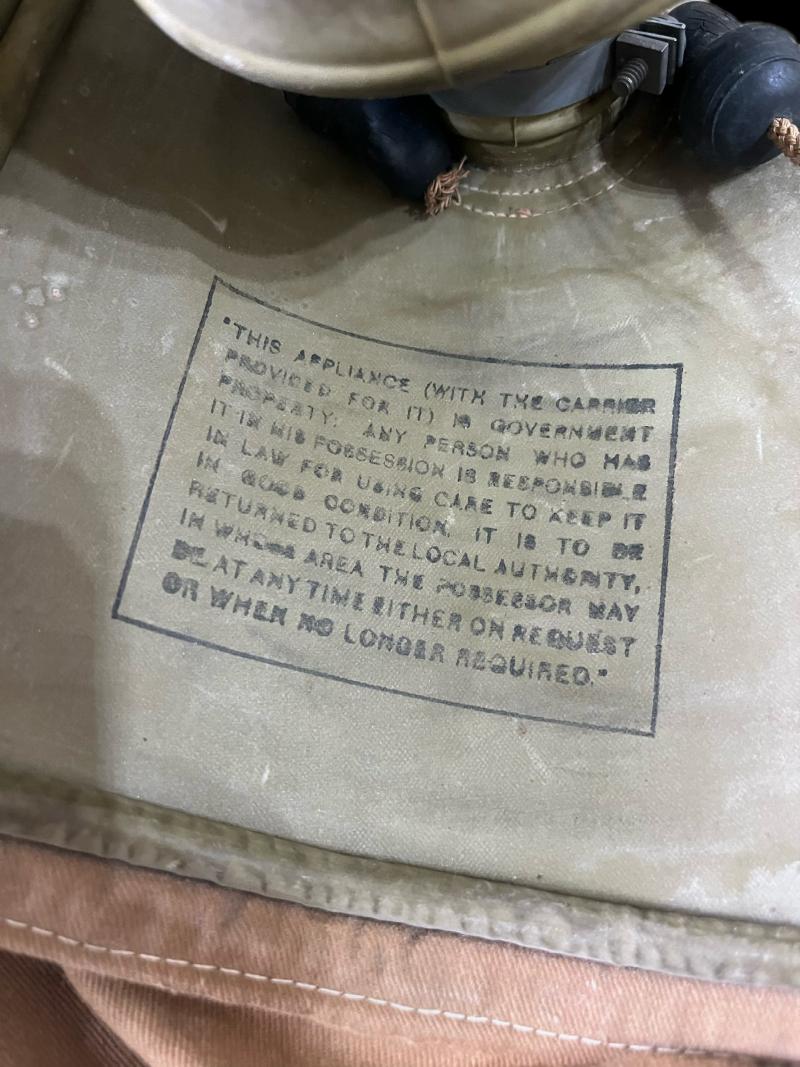 "THIS APPLIANCE (WITH THE CARRIER
PROVIDED FOR IT) IS GOVERNMENT
PROPERTY. ANY PERSON WHO HAS
IT IN HIS POSSESSION IS RESPONSIBLE
IN LAW FOR USING CARE TO KEEP IT
IN GOOD CONDITION. IT IS TO BE
RETURNED TO THE LOCAL AUTHORITY,
IN WHOSE AREA THE POSSESSOR MAY
BE AT ANY TIME EITHER ON REQUEST
OR WHEN NO LONGER REQUIRED."